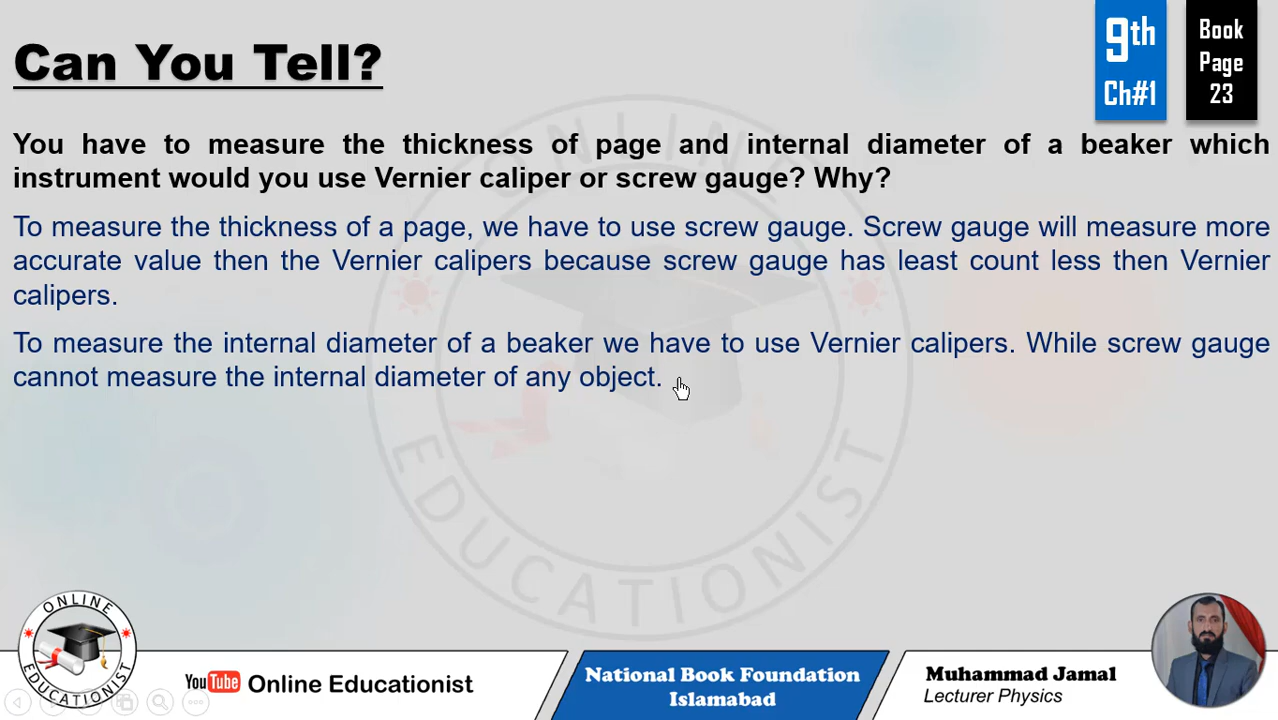 Can You Tell?
9th
Ch#1
Book
Page
23
You have to measure the thickness of page and internal diameter of a beaker which
instrument would you use Vernier caliper or screw gauge? Why?
To measure the thickness of a page, we have to use screw gauge. Screw gauge will measure more
accurate value then the Vernier calipers because screw gauge has least count less then Vernier
calipers.
To measure the internal diameter of a beaker we have to use Vernier calipers. While screw gauge
cannot measure the internal diameter of any object.
ONLINE
EDUCATIONIST
ONLINE
EDUCATIONIST
YouTube Online Educationist
National Book Foundation
Islamabad
Muhammad Jamal
Lecturer Physics